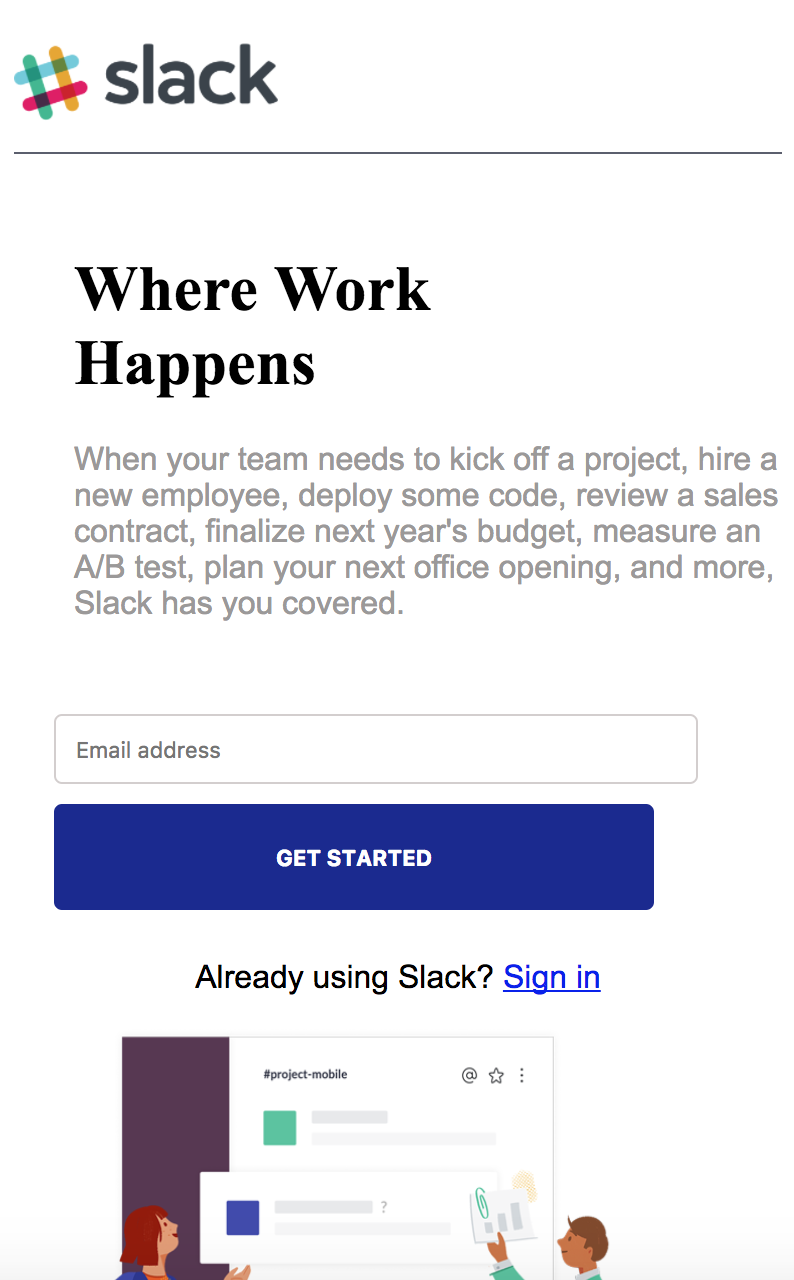 slack
Where Work
Happens
When your team needs to kick off a project, hire a
new employee, deploy some code, review a sales
contract, finalize next year's budget, measure an
A/B test, plan your next office opening, and more,
Slack has you covered.
Email address
GET STARTED
Already using Slack? Sign in
#project-mobile
?